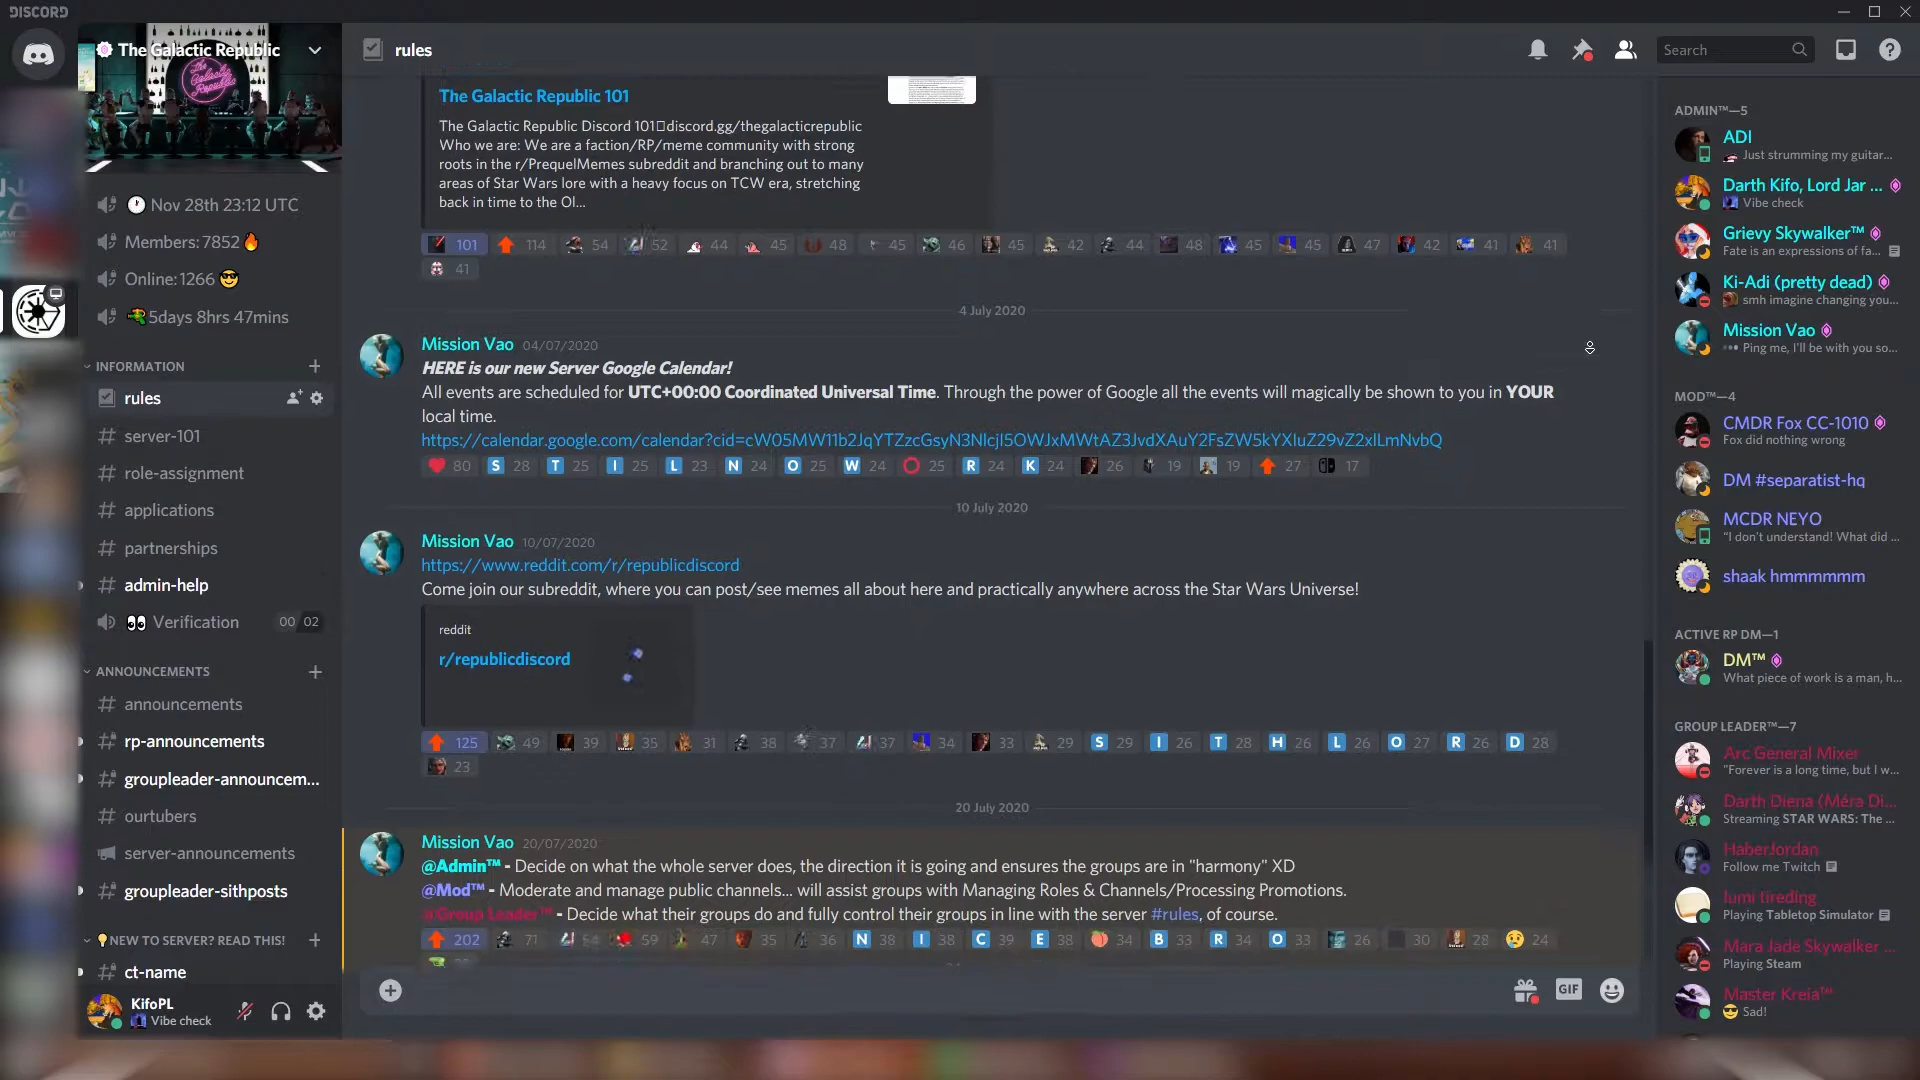 DISCORD
The Galactic Republic
Nov 28th 23:12 UTC
Members: 7852
Online: 1266
5days 8hrs 47mins
INFORMATION
rules
server-101
role-assignment
applications
partnerships
admin-help
Verification 00 02
ANNOUNCEMENTS
announcements
rp-announcements
groupleader-announcem...
ourtubers
server-announcements
groupleader-sithposts
NEW TO SERVER? READ THIS!
ct-name
KifoPL
Vibe check
rules
Search
The Galactic Republic 101
The Galactic Republic Discord 101 discord.gg/thegalacticrepublic
Who we are: We are a faction/RP/meme community with strong
roots in the r/PrequelMemes subreddit and branching out to many
areas of Star Wars lore with a heavy focus on TCW era, stretching
back in time to the Ol...
101 114 54 52 44 45 48 45 46 45 42 44 48 45 45 47 42 41 41
41
4 July 2020
Mission Vao 04/07/2020
HERE is our new Server Google Calendar!
All events are scheduled for UTC+00:00 Coordinated Universal Time. Through the power of Google all the events will magically be shown to you in YOUR
local time.
80 S 28 T 25 I 25 L 23 N 24 O 25 W 24 25 R 24 K 24 26 19 19 27 17
10 July 2020
Mission Vao 10/07/2020
https://www.reddit.com/r/republicdiscord
Come join our subreddit, where you can post/see memes all about here and practically anywhere across the Star Wars Universe!
reddit
r/republicdiscord
125 49 39 35 31 38 37 37 34 33 29 S 29 I 26 T 28 H 26 L 26 O 27 R 26 D 28
23
20 July 2020
Mission Vao 20/07/2020
@Admin™ - Decide on what the whole server does, the direction it is going and ensures the groups are in "harmony" XD
@Mod™ - Moderate and manage public channels... will assist groups with Managing Roles & Channels/Processing Promotions.
@Group Leader™ - Decide what their groups do and fully control their groups in line with the server #rules, of course.
202 71 54 59 47 35 36 N 38 I 38 C 39 E 38 34 B 33 R 34 O 33 26 30 28 24
GIF
ADMIN™—5
ADI
Just strumming my guitar...
Darth Kifo, Lord Jar ...
Vibe check
Grievy Skywalker™
Fate is an expressions of fa...
Ki-Adi (pretty dead)
smh imagine changing you...
Mission Vao
Ping me, I'll be with you so...
MOD™—4
CMDR Fox CC-1010
Fox did nothing wrong
DM #separatist-hq
MCDR NEYO
"I don't understand! What did ...
shaak hmmmmmm
ACTIVE RP DM—1
DM™
What piece of work is a man, h...
GROUP LEADER™—7
Arc General Mixer
"Forever is a long time, but I w...
Darth Diena (Méra Di...
Streaming STAR WARS: The ...
HaberJordan
Follow me Twitch
lumi tireding
Playing Tabletop Simulator
Mara Jade Skywalker ...
Playing Steam
Master Kreia™
Sad!